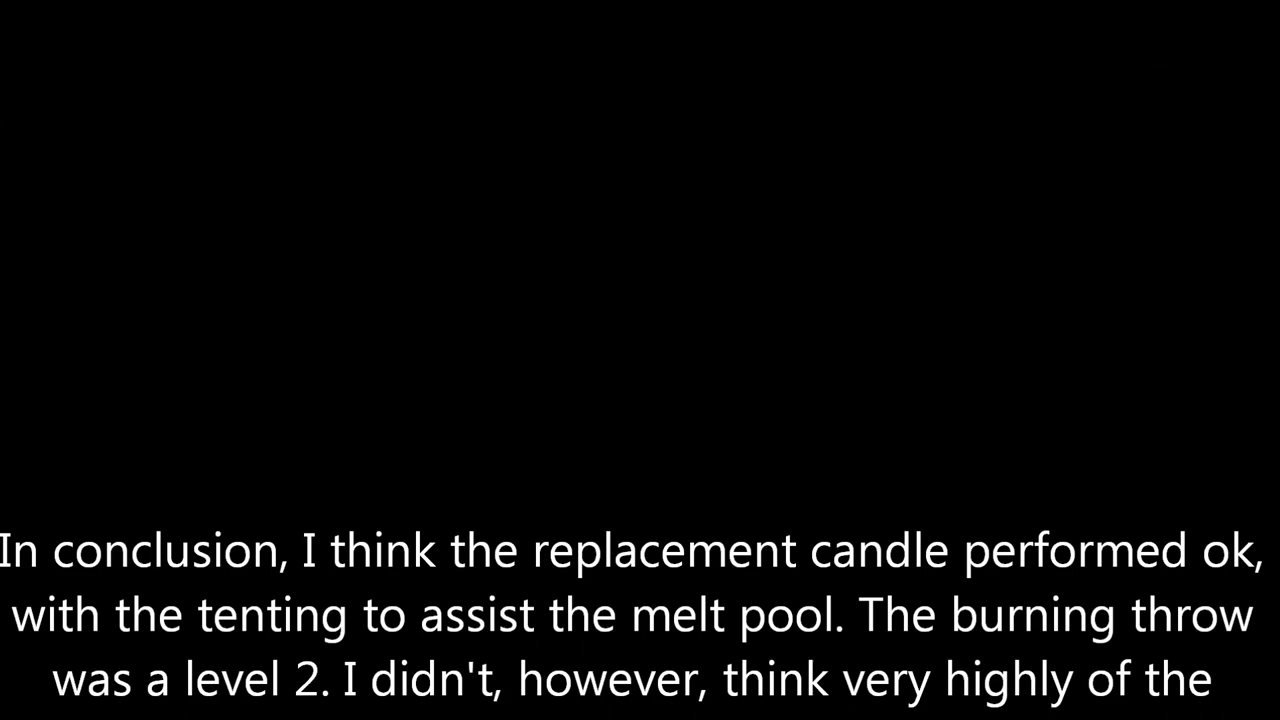 In conclusion, I think the replacement candle performed ok,
with the tenting to assist the melt pool. The burning throw
was a level 2. I didn't, however, think very highly of the